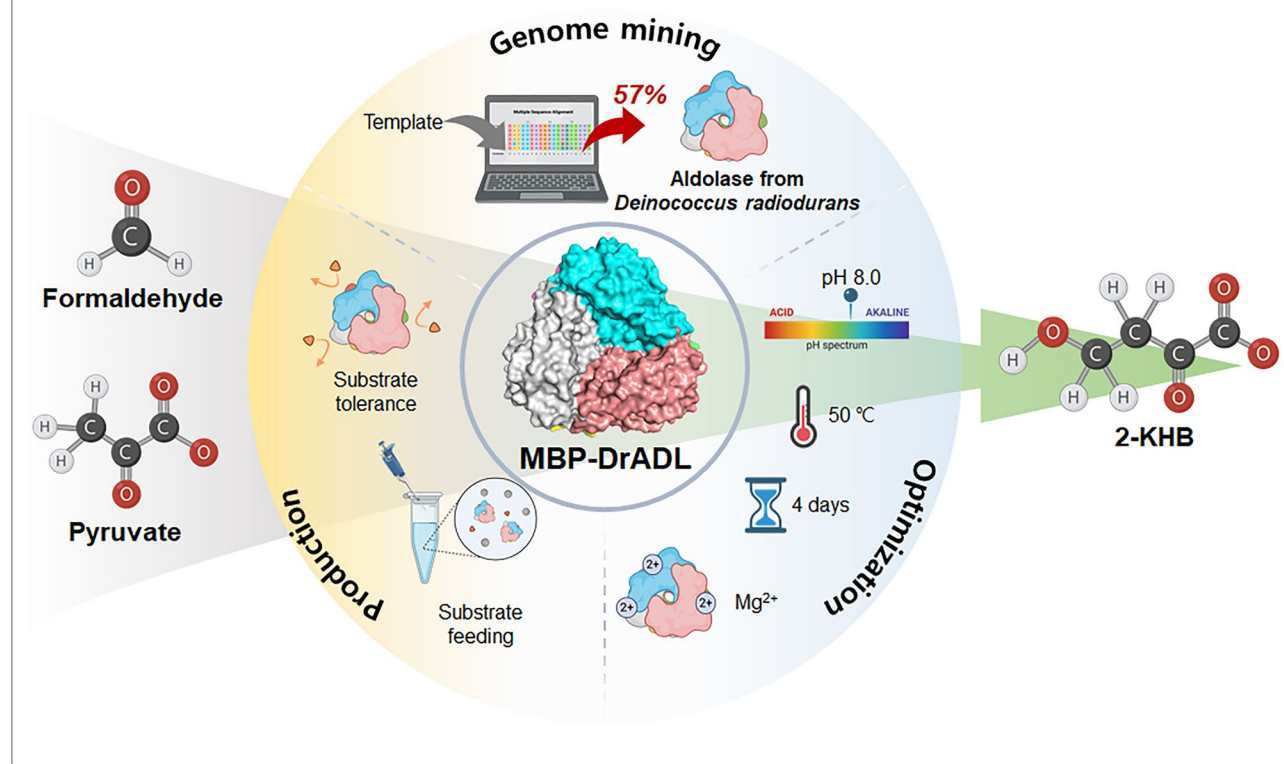 Genome mining
Template
Multiple Sequence Alignment
57%
Aldolase from
Deinococcus radiodurans
O
C
H
H
Formaldehyde
H
H
H
C
C
C
O
O
O
Pyruvate
Substrate
tolerance
Production
Substrate
feeding
MBP-DrADL
pH 8.0
ACID
AKALINE
pH spectrum
50 ℃
4 days
2+
2+
2+
Mg²⁺
Optimization
H
H
O
O
C
C
H
C
C
O
H
H
O
2-KHB